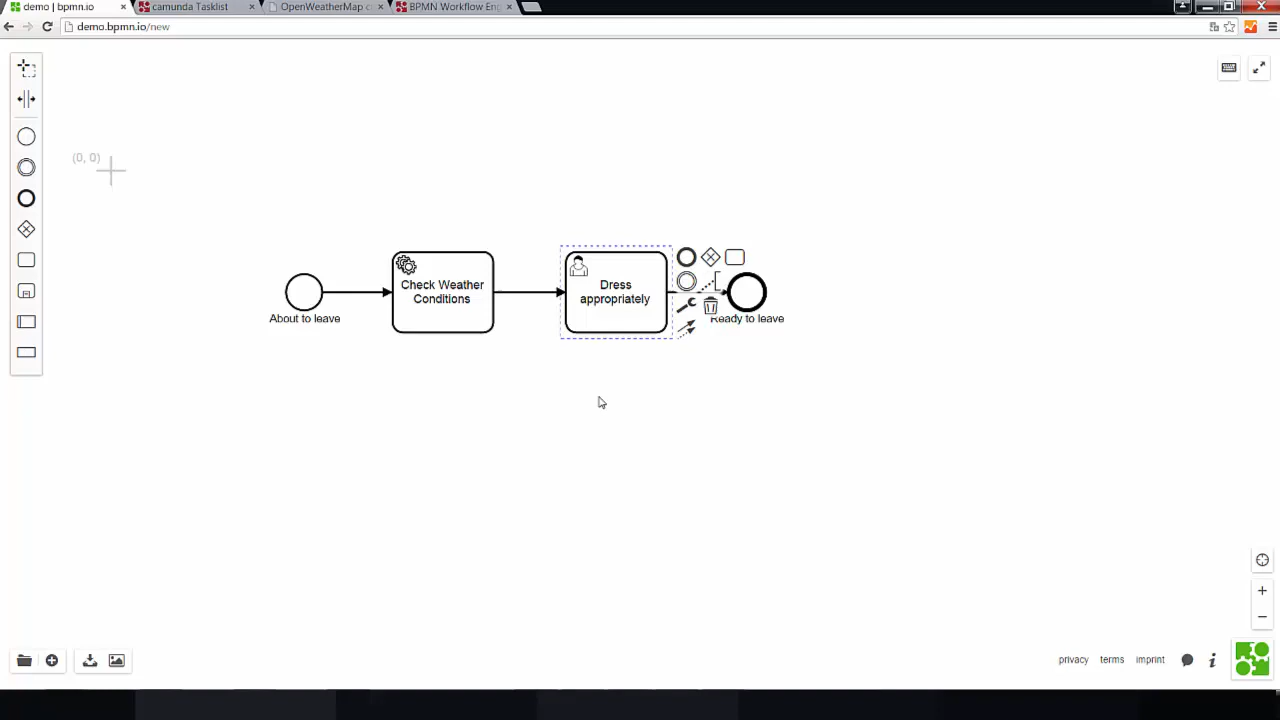 demo | bpmn.io
camunda Tasklist
OpenWeatherMap c
BPMN Workflow Eng
demo.bpmn.io/new
(0, 0)
Check Weather
Conditions
Dress
appropriately
About to leave
Ready to leave
privacy
terms
imprint